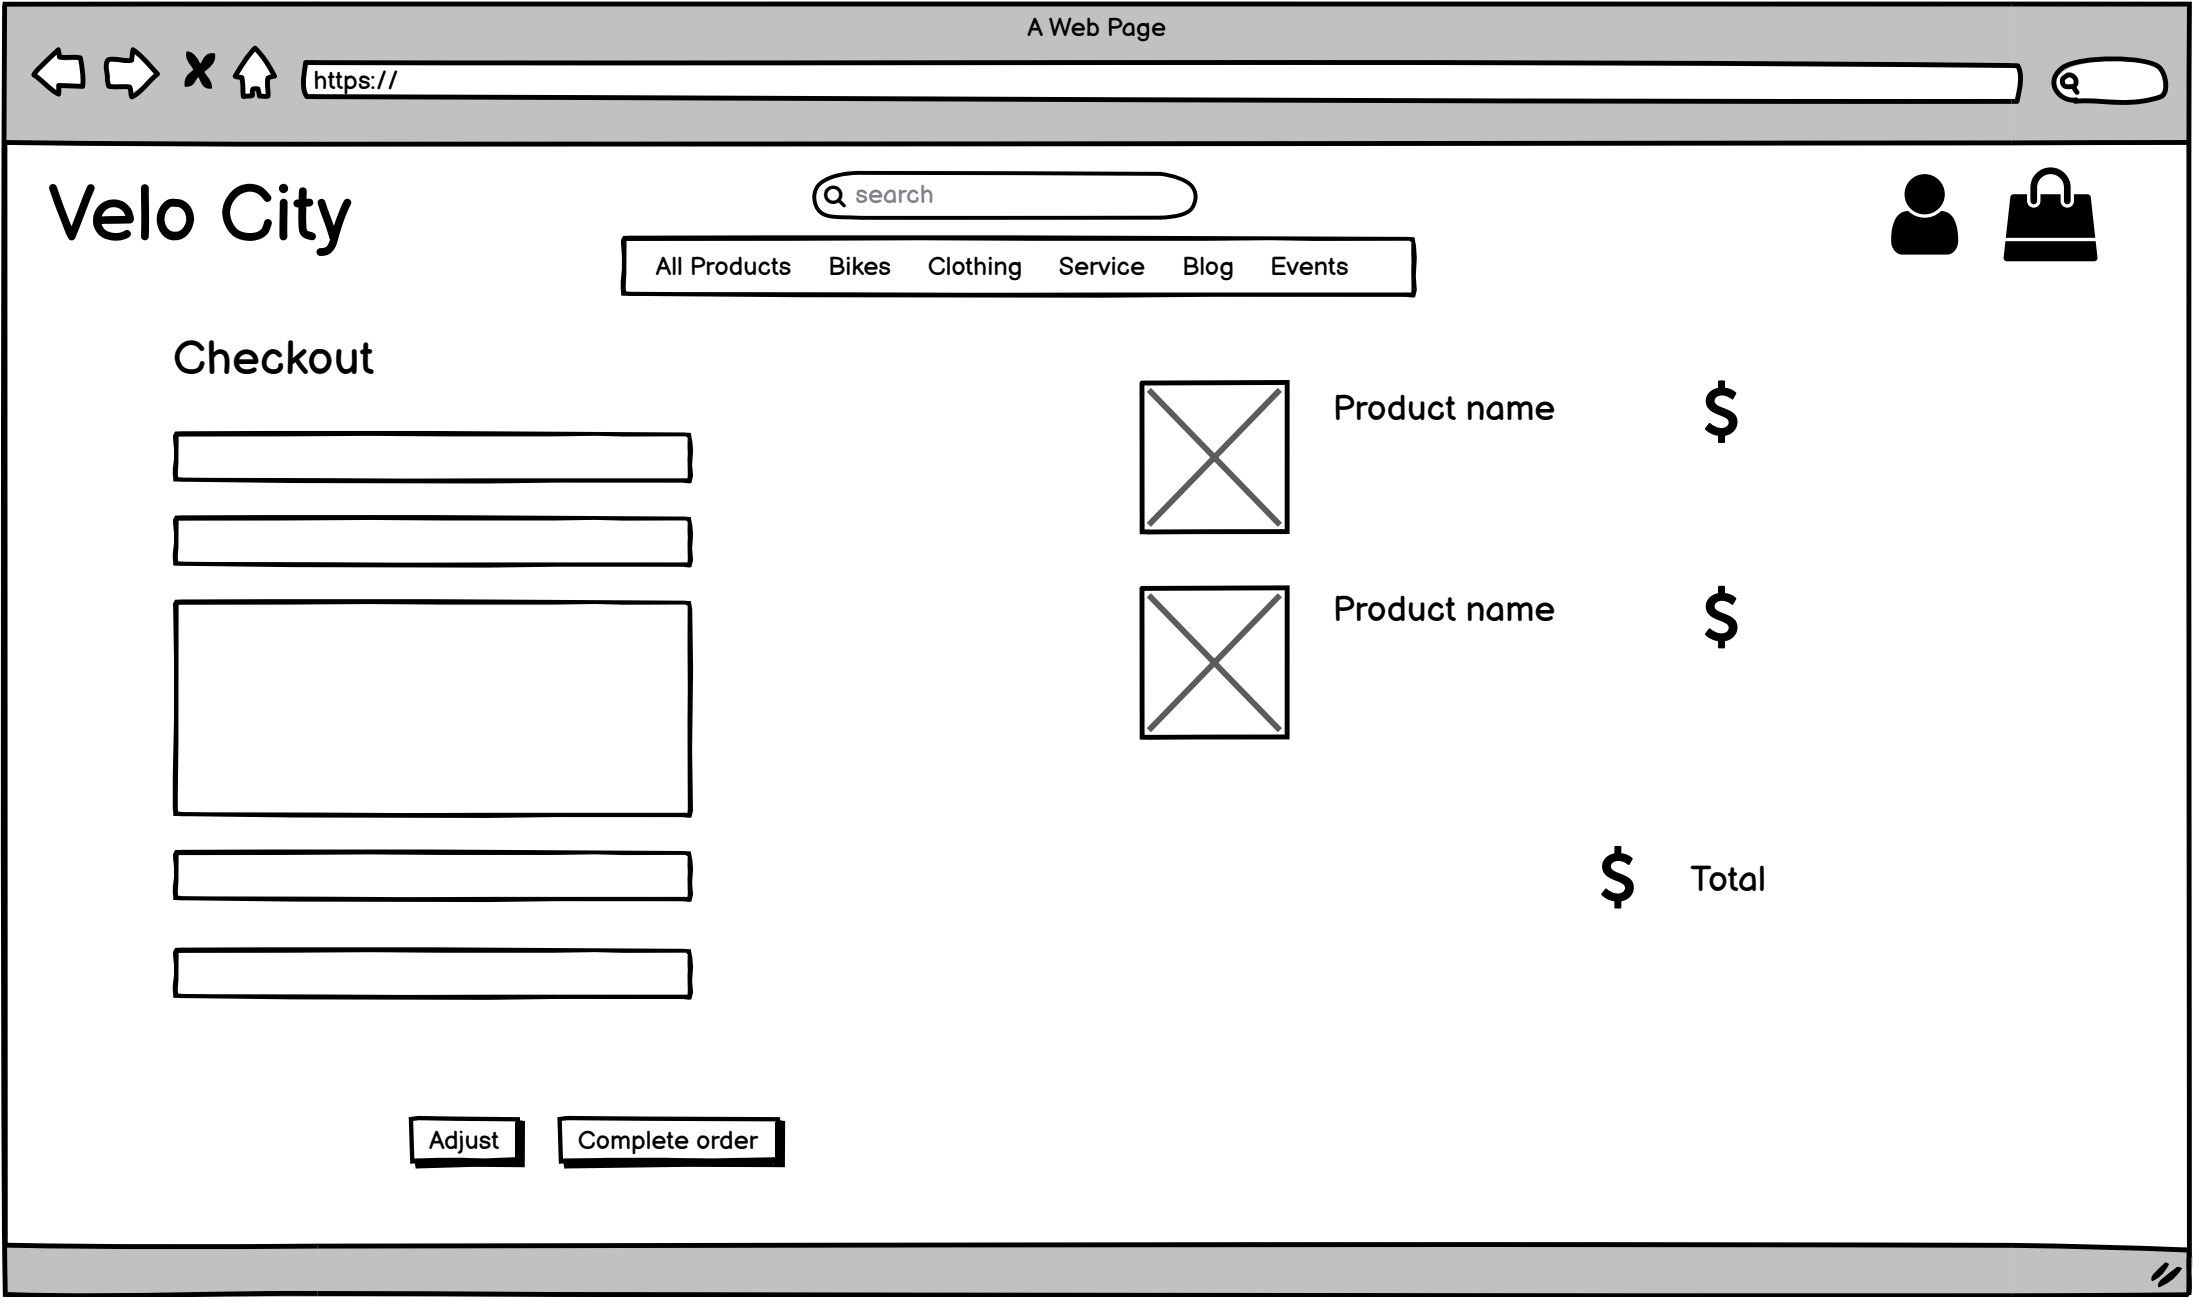 A Web Page
https://
Velo City
search
All Products Bikes Clothing Service Blog Events
Checkout
Product name $
Product name $
$ Total
Adjust Complete order